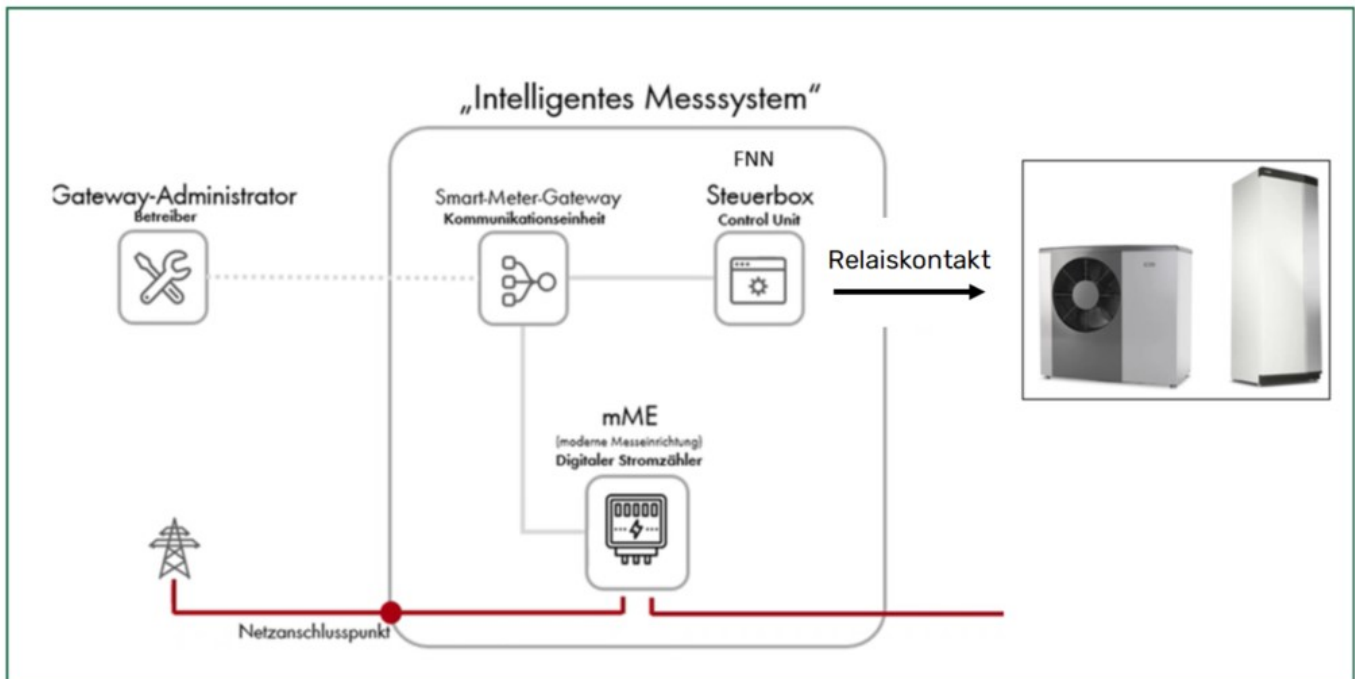 „Intelligentes Messsystem“
FNN
Gateway-Administrator
Betreiber
Smart-Meter-Gateway
Kommunikationseinheit
Steuerbox
Control Unit
Relaiskontakt
mME
(moderne Messeinrichtung)
Digitaler Stromzähler
Netzanschlusspunkt